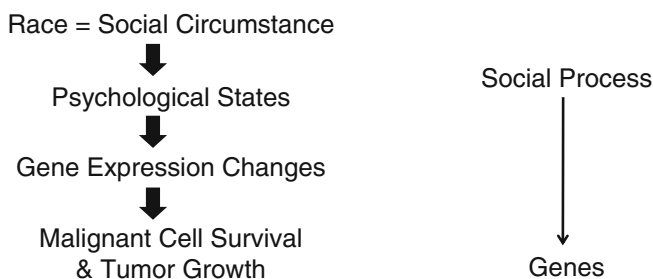 Race = Social Circumstance
Psychological States
Gene Expression Changes
Malignant Cell Survival
& Tumor Growth
Social Process
Genes